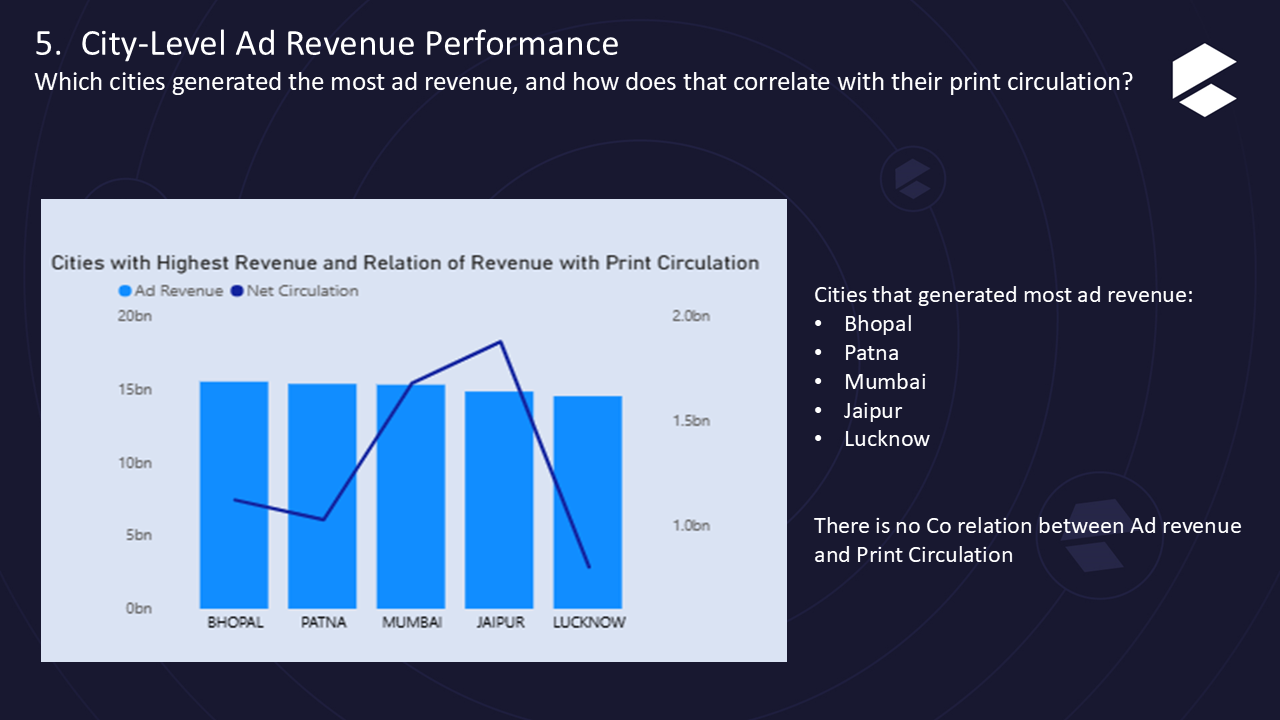 5. City-Level Ad Revenue Performance
Which cities generated the most ad revenue, and how does that correlate with their print circulation?
Cities with Highest Revenue and Relation of Revenue with Print Circulation
Ad Revenue Net Circulation
20bn 2.0bn
15bn
1.5bn
10bn
1.0bn
5bn
0bn
BHOPAL PATNA MUMBAI JAIPUR LUCKNOW
Cities that generated most ad revenue:
• Bhopal
• Patna
• Mumbai
• Jaipur
• Lucknow
There is no Co relation between Ad revenue
and Print Circulation